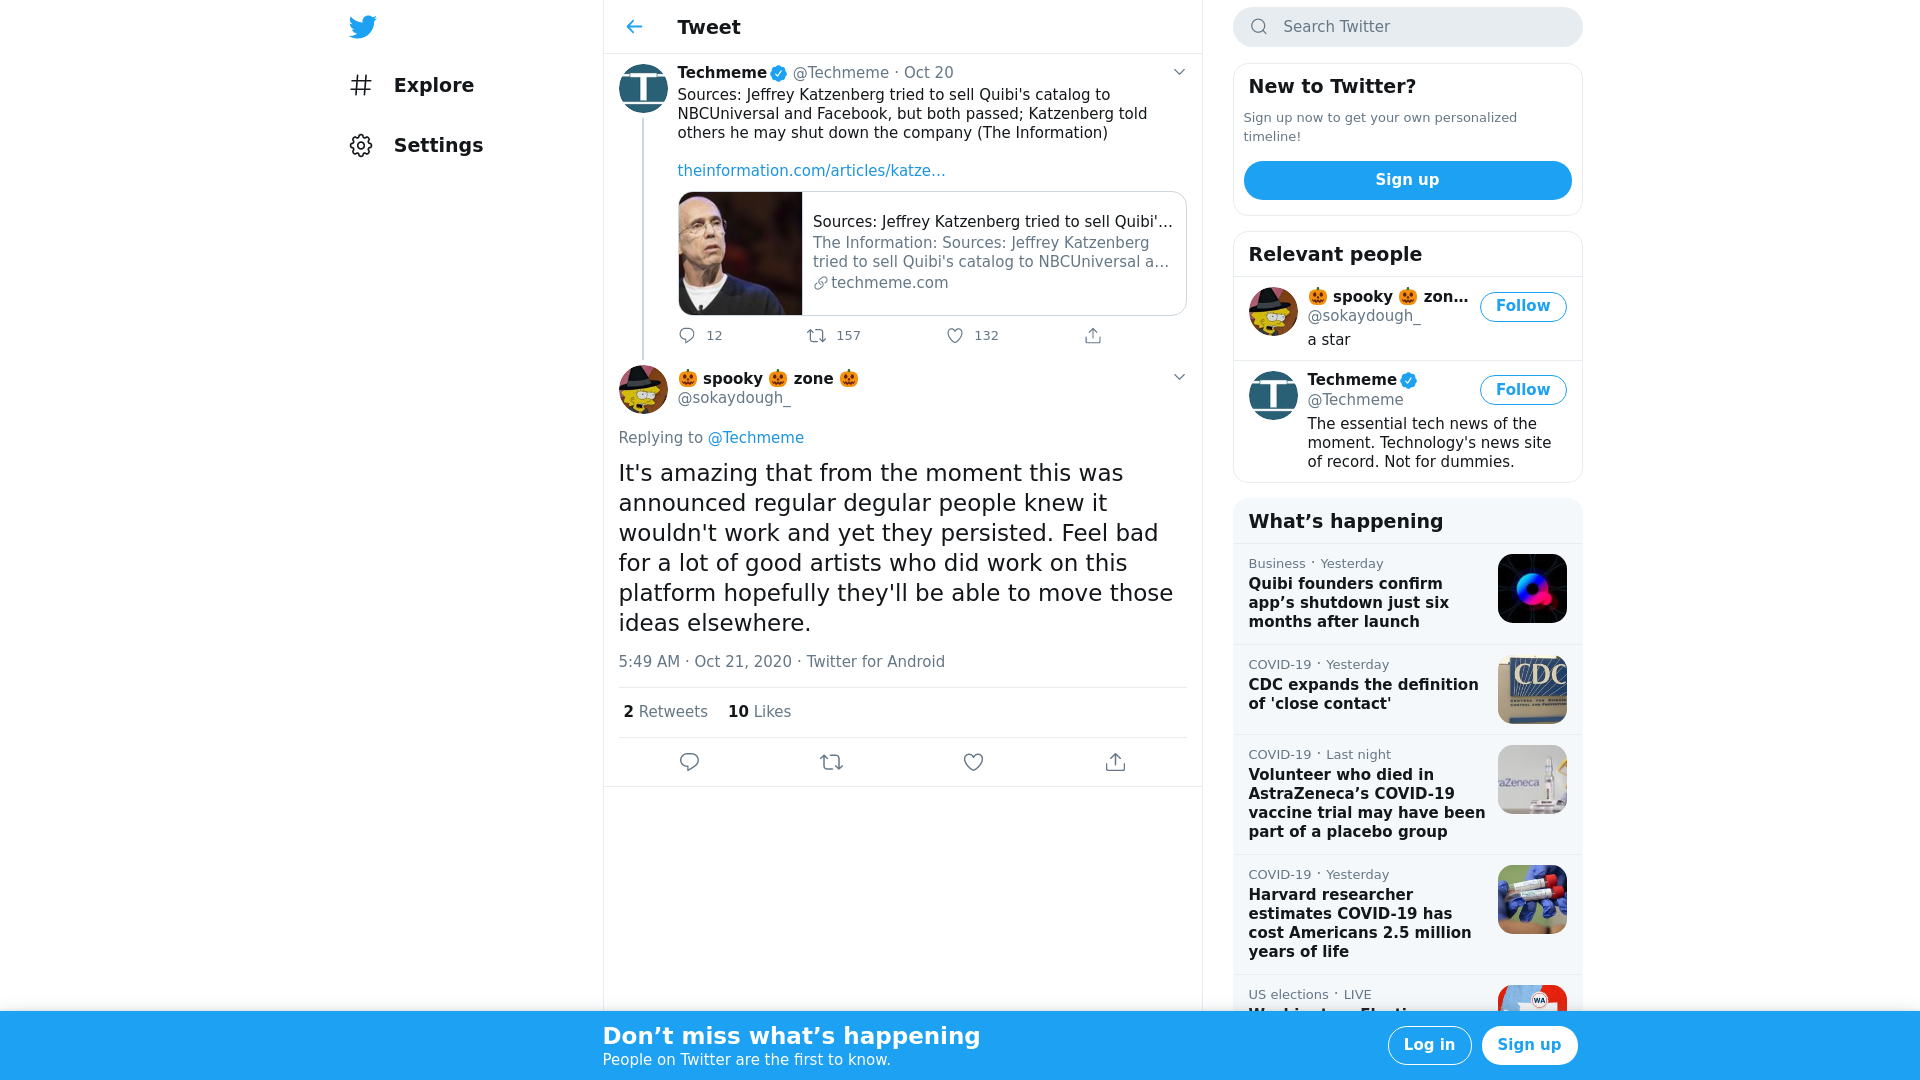 Explore
Settings
Tweet
Techmeme @Techmeme · Oct 20
Sources: Jeffrey Katzenberg tried to sell Quibi's catalog to
NBCUniversal and Facebook, but both passed; Katzenberg told
others he may shut down the company (The Information)
theinformation.com/articles/katze…
Sources: Jeffrey Katzenberg tried to sell Quibi'...
The Information: Sources: Jeffrey Katzenberg
tried to sell Quibi's catalog to NBCUniversal a...
techmeme.com
12 157 132
🎃 spooky 🎃 zone 🎃
@sokaydough_
Replying to @Techmeme
It's amazing that from the moment this was
announced regular degular people knew it
wouldn't work and yet they persisted. Feel bad
for a lot of good artists who did work on this
platform hopefully they'll be able to move those
ideas elsewhere.
5:49 AM · Oct 21, 2020 · Twitter for Android
2 Retweets 10 Likes
Search Twitter
New to Twitter?
Sign up now to get your own personalized
timeline!
Sign up
Relevant people
🎃 spooky 🎃 zon...
@sokaydough_
Follow
a star
Techmeme
@Techmeme
Follow
The essential tech news of the
moment. Technology's news site
of record. Not for dummies.
What’s happening
Business · Yesterday
Quibi founders confirm
app’s shutdown just six
months after launch
COVID-19 · Yesterday
CDC expands the definition
of 'close contact'
CDC
COVID-19 · Last night
Volunteer who died in
AstraZeneca’s COVID-19
vaccine trial may have been
part of a placebo group
raZeneca
COVID-19 · Yesterday
Harvard researcher
estimates COVID-19 has
cost Americans 2.5 million
years of life
US elections · LIVE
WA
Don’t miss what’s happening
People on Twitter are the first to know.
Log in
Sign up